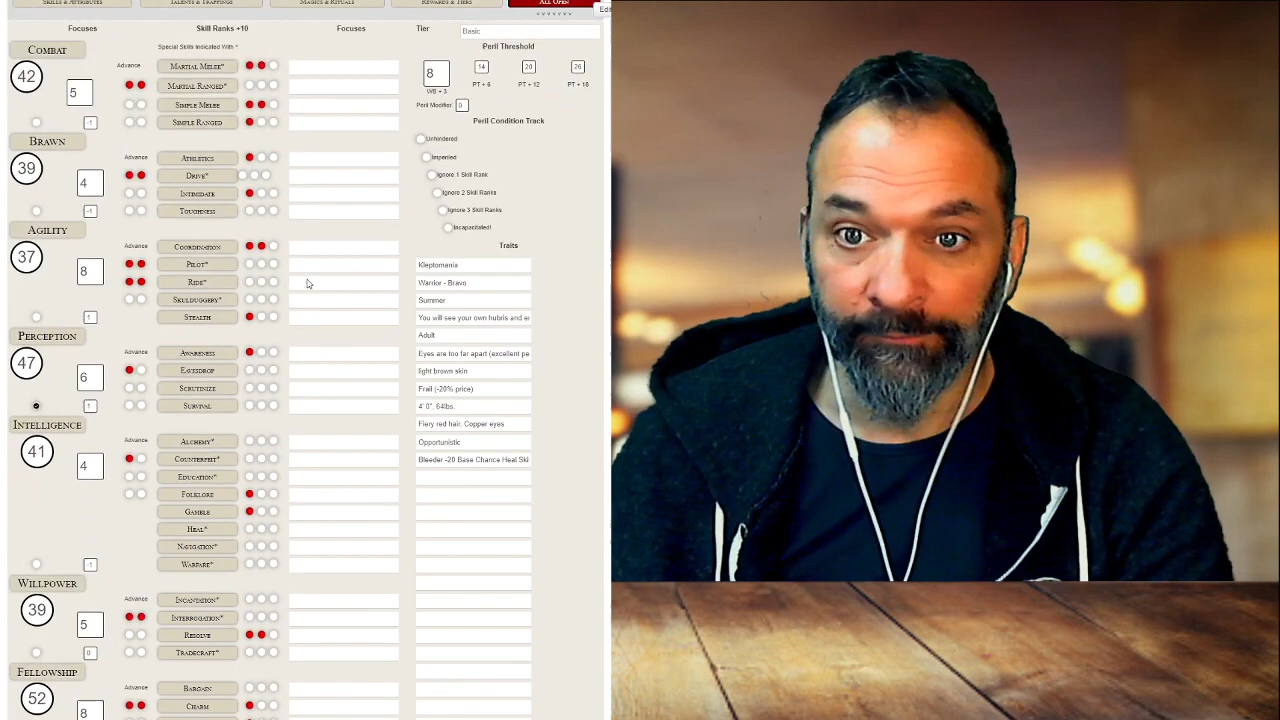 SKILLS & ATTRIBUTES TALENTS & TRAPPINGS MAGICKS & RITUALS REWARDS & TIERS ALL OPEN
Focuses Skill Ranks +10 Focuses Tier Basic
Special Skills Indicated With *
COMBAT
42
5
-1
Advance MARTIAL MELEE*
MARTIAL RANGED*
SIMPLE MELEE
SIMPLE RANGED
BRAWN
39
4
-1
Advance ATHLETICS
DRIVE*
INTIMIDATE
TOUGHNESS
AGILITY
37
8
1
Advance COORDINATION
PILOT*
RIDE*
SKULDUGGERY*
STEALTH
PERCEPTION
47
6
1
Advance AWARENESS
EAVESDROP
SCRUTINIZE
SURVIVAL
INTELLIGENCE
41
4
-1
Advance ALCHEMY*
COUNTERFEIT*
EDUCATION*
FOLKLORE
GAMBLE
HEAL*
NAVIGATION*
WARFARE*
WILLPOWER
39
5
0
Advance INCANTATION*
INTERROGATION*
RESOLVE
TRADECRAFT*
FELLOWSHIP
52
8
Advance BARGAIN
CHARM
Peril Threshold
8 14 20 26
WB + 3 PT + 6 PT + 12 PT + 18
Peril Modifier: 0
Peril Condition Track
Unhindered
Imperiled
Ignore 1 Skill Rank
Ignore 2 Skill Ranks
Ignore 3 Skill Ranks
Incapacitated!
Traits
Kleptomania
Warrior - Bravo
Summer
You will see your own hubris and
Adult
Eyes are too far apart (excellent pe
light brown skin
Frail (-20% price)
4' 0", 64lbs.
Fiery red hair, Copper eyes
Opportunistic
Bleeder -20 Base Chance Heal Ski